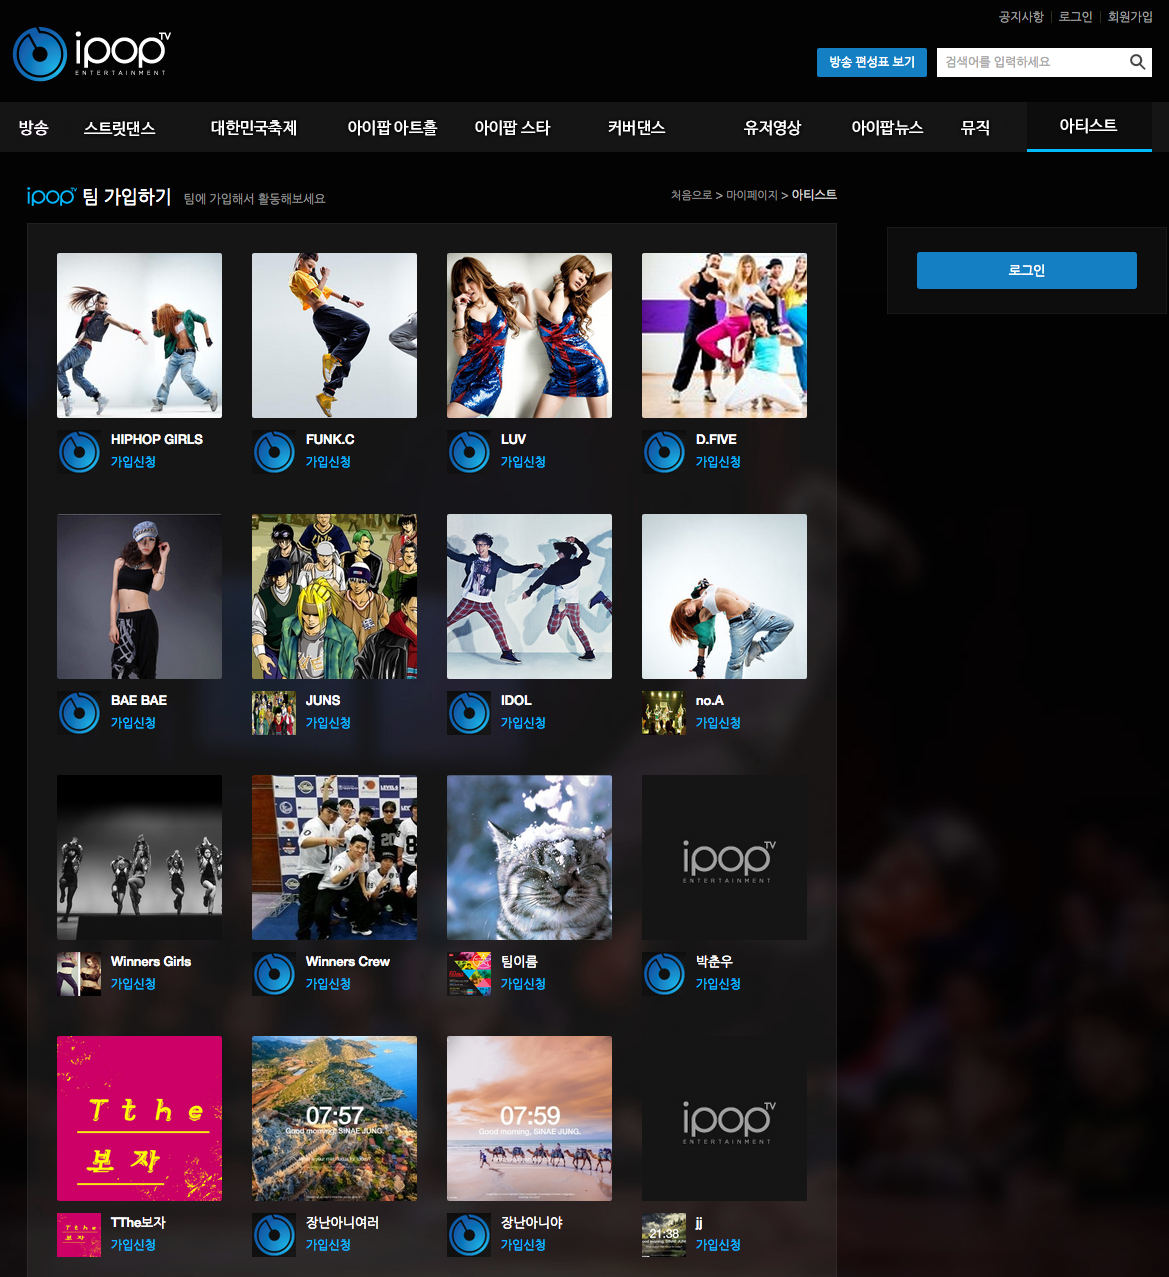 공지사항 로그인 회원가입
ipop TV
ENTERTAINMENT
방송 편성표 보기 검색어를 입력하세요
방송 스트릿댄스 대한민국축제 아이팝 아트홀 아이팝 스타 커버댄스 유저영상 아이팝뉴스 뮤직 아티스트
ipop TV 팀 가입하기 팀에 가입해서 활동해보세요
처음으로 > 마이페이지 > 아티스트
로그인
HIPHOP GIRLS FUNK.C LUV D.FIVE
가입신청 가입신청 가입신청 가입신청
BAE BAE JUNS IDOL no.A
가입신청 가입신청 가입신청 가입신청
ipop TV
ENTERTAINMENT
Winners Girls Winners Crew 팀이름 박춘우
가입신청 가입신청 가입신청 가입신청
T the
보자
07:57
Good morning, SINAE JUNG.
07:59
Good morning, SINAE JUNG.
ipop TV
ENTERTAINMENT
TThe보자 장난아니여러 장난아니야 jj
21:38
가입신청 가입신청 가입신청 가입신청